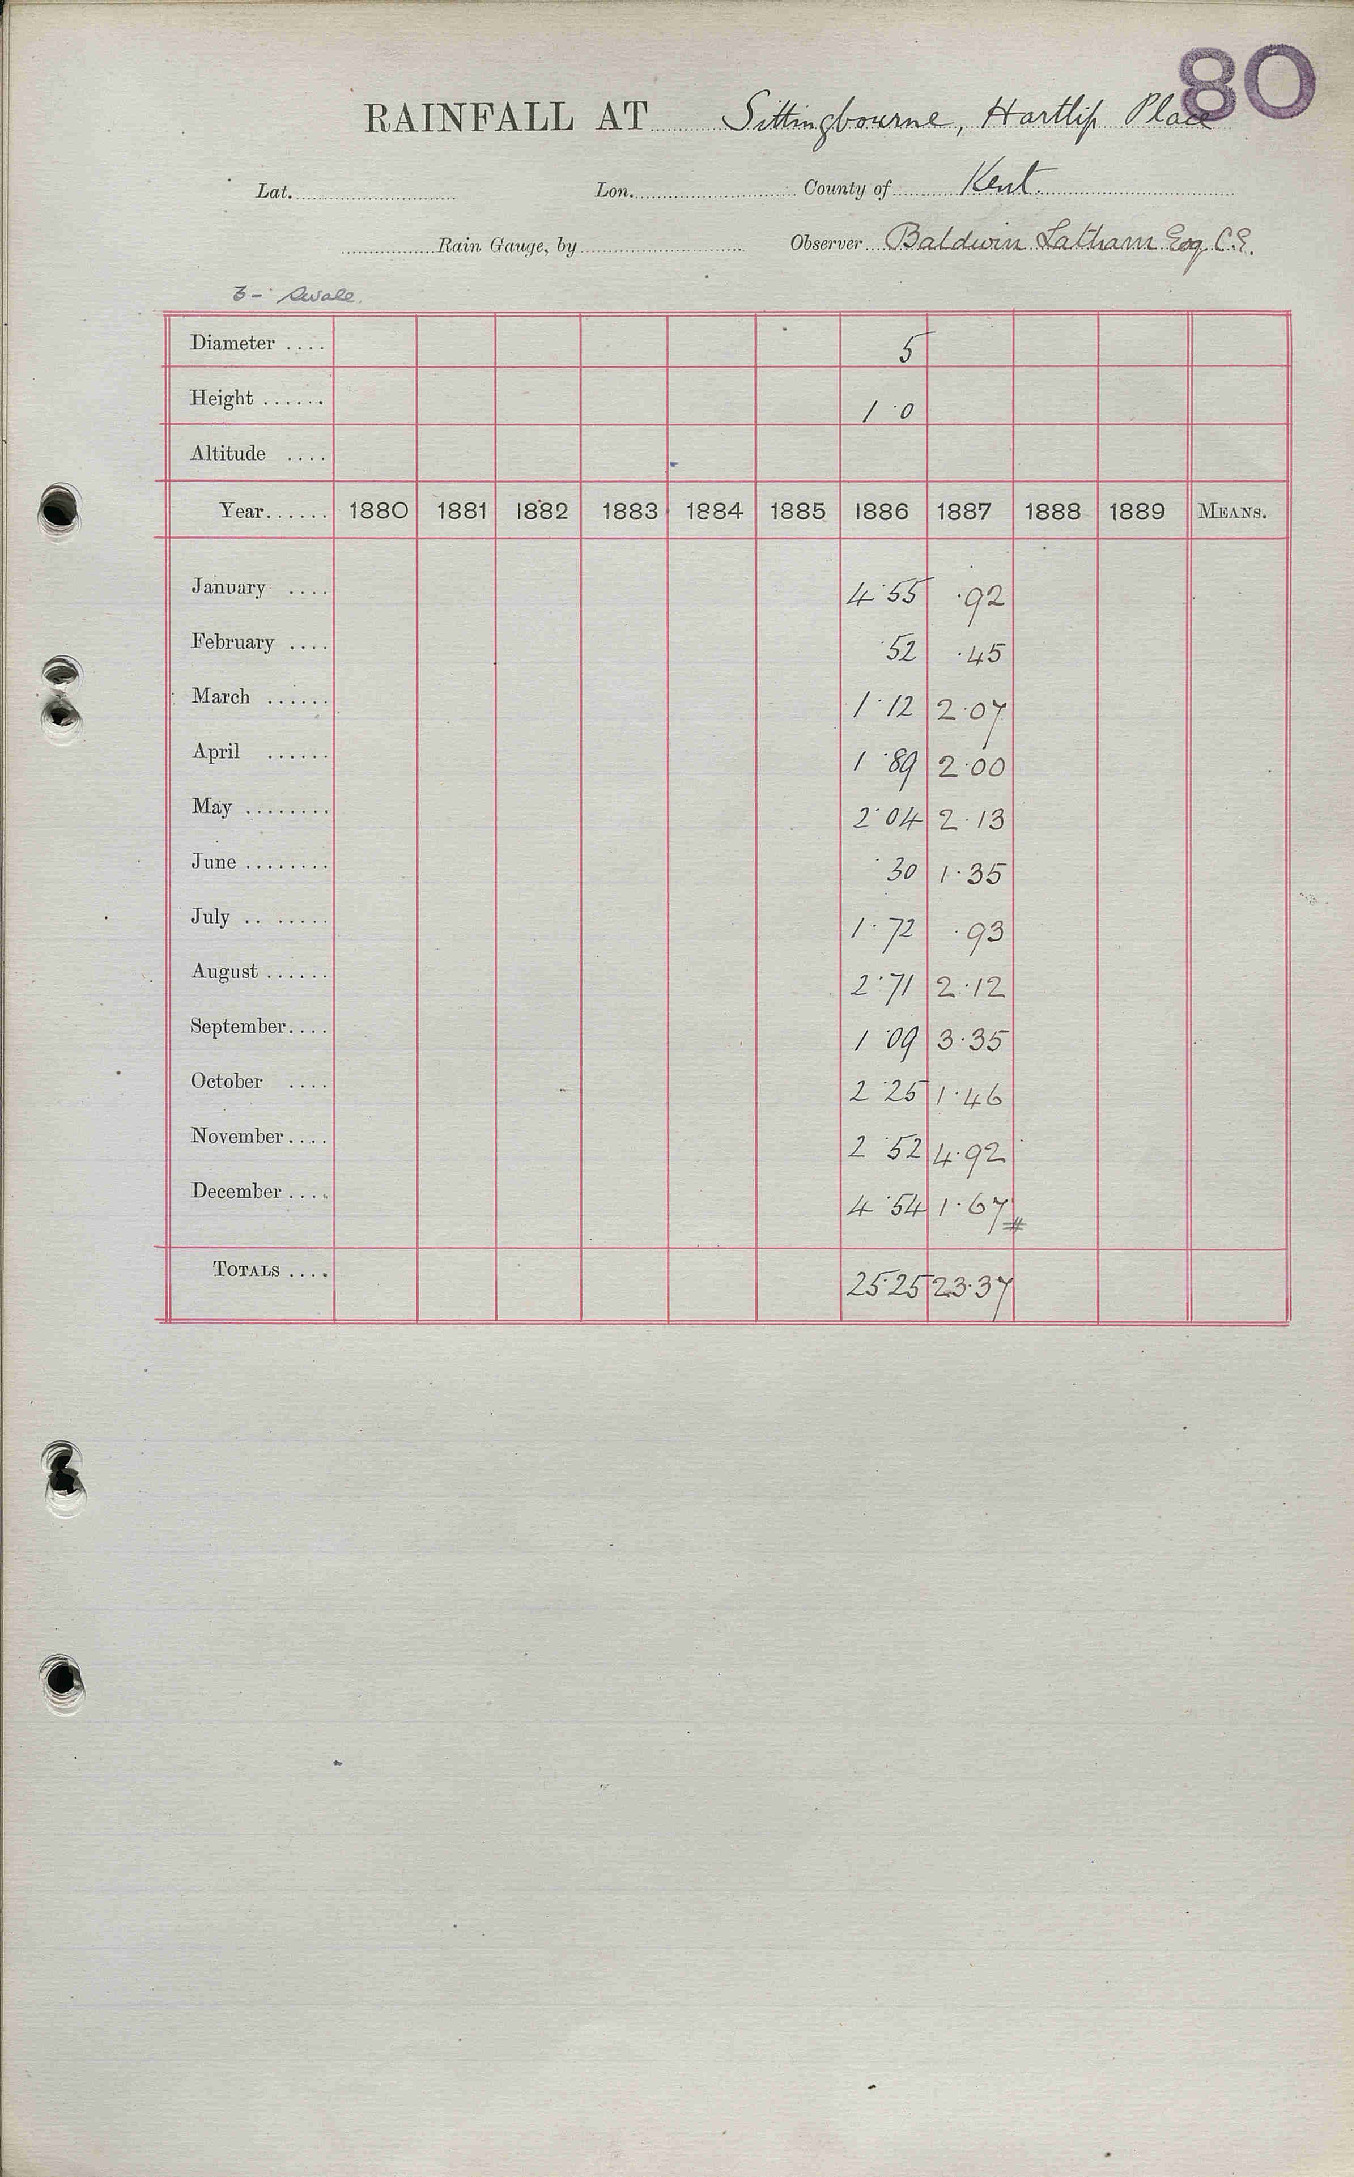 80
RAINFALL AT Sittingbourne, Hartlip Place
Lat. Lon. County of Kent
Rain Gauge, by Observer Baldwin Latham Esq C.E.
3 - Swale.
Diameter .... 5
Height ...... 1 0
Altitude ....
Year...... 1880 1881 1882 1883 1884 1885 1886 1887 1888 1889 MEANS.
January .... 4.55 .92
February .... .52 .45
March ...... 1.12 2.07
April ...... 1.89 2.00
May ........ 2.04 2.13
June ........ .30 1.35
July .. ..... 1.72 .93
August ...... 2.71 2.12
September.... 1.09 3.35
October .... 2.25 1.46
November.... 2.52 4.92
December .... 4.54 1.67 #
TOTALS .... 25.25 23.37